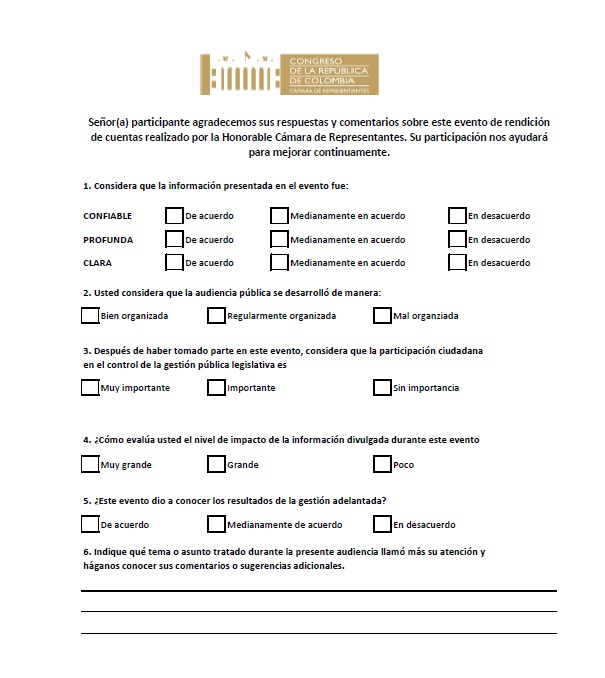 CONGRESO
DE LA REPÚBLICA
DE COLOMBIA
CÁMARA DE REPRESENTANTES
Señor(a) participante agradecemos sus respuestas y comentarios sobre este evento de rendición
de cuentas realizado por la Honorable Cámara de Representantes. Su participación nos ayudará
para mejorar continuamente.
1. Considera que la información presentada en el evento fue:
CONFIABLE De acuerdo Medianamente en acuerdo En desacuerdo
PROFUNDA De acuerdo Medianamente en acuerdo En desacuerdo
CLARA De acuerdo Medianamente en acuerdo En desacuerdo
2. Usted considera que la audiencia pública se desarrolló de manera:
Bien organizada Regularmente organizada Mal organziada
3. Después de haber tomado parte en este evento, considera que la participación ciudadana
en el control de la gestión pública legislativa es
Muy importante Importante Sin importancia
4. ¿Cómo evalúa usted el nivel de impacto de la información divulgada durante este evento
Muy grande Grande Poco
5. ¿Este evento dio a conocer los resultados de la gestión adelantada?
De acuerdo Medianamente de acuerdo En desacuerdo
6. Indique qué tema o asunto tratado durante la presente audiencia llamó más su atención y
háganos conocer sus comentarios o sugerencias adicionales.